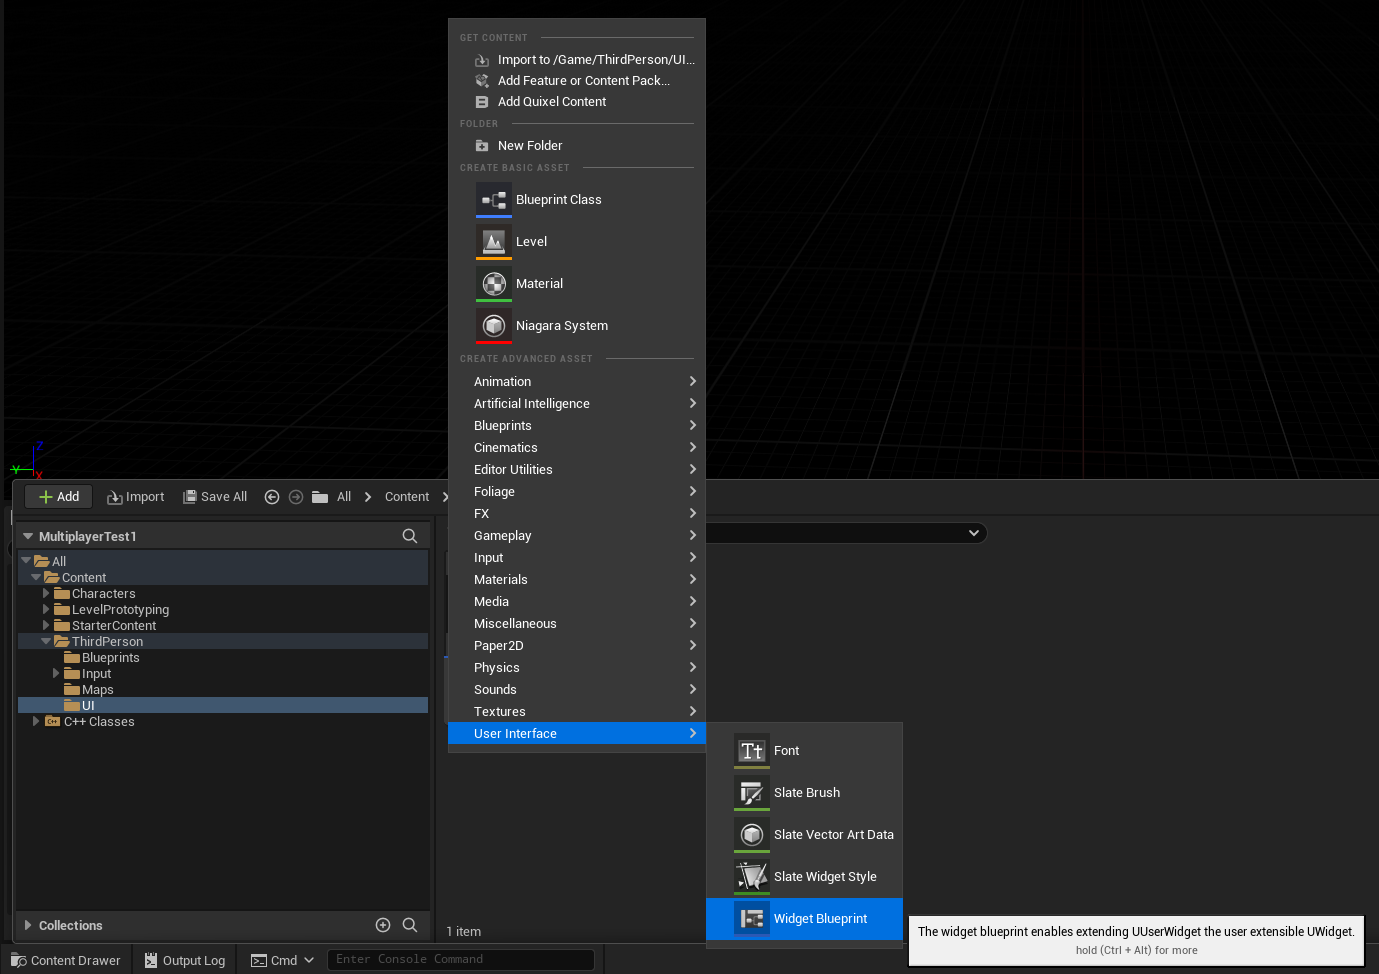 GET CONTENT
Import to /Game/ThirdPerson/UI...
Add Feature or Content Pack...
Add Quixel Content
FOLDER
New Folder
CREATE BASIC ASSET
Blueprint Class
Level
Material
Niagara System
CREATE ADVANCED ASSET
Animation
Artificial Intelligence
Blueprints
Cinematics
Editor Utilities
Foliage
FX
Gameplay
Input
Materials
Media
Miscellaneous
Paper2D
Physics
Sounds
Textures
User Interface
Font
Slate Brush
Slate Vector Art Data
Slate Widget Style
Widget Blueprint
The widget blueprint enables extending UUserWidget the user extensible UWidget.
hold (Ctrl + Alt) for more
Z
Y
X
Add Import Save All All Content
MultiplayerTest1
All
Content
Characters
LevelPrototyping
StarterContent
ThirdPerson
Blueprints
Input
Maps
UI
C++ Classes
Collections
1 item
Content Drawer Output Log Cmd Enter Console Command